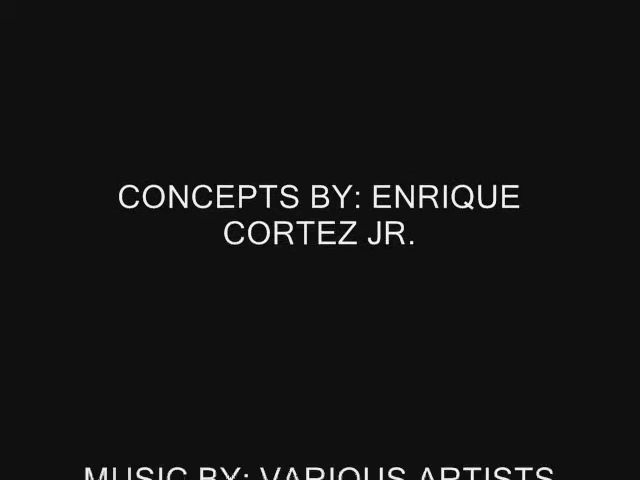 CONCEPTS BY: ENRIQUE
CORTEZ JR.
MUSIC BY: VARIOUS ARTISTS